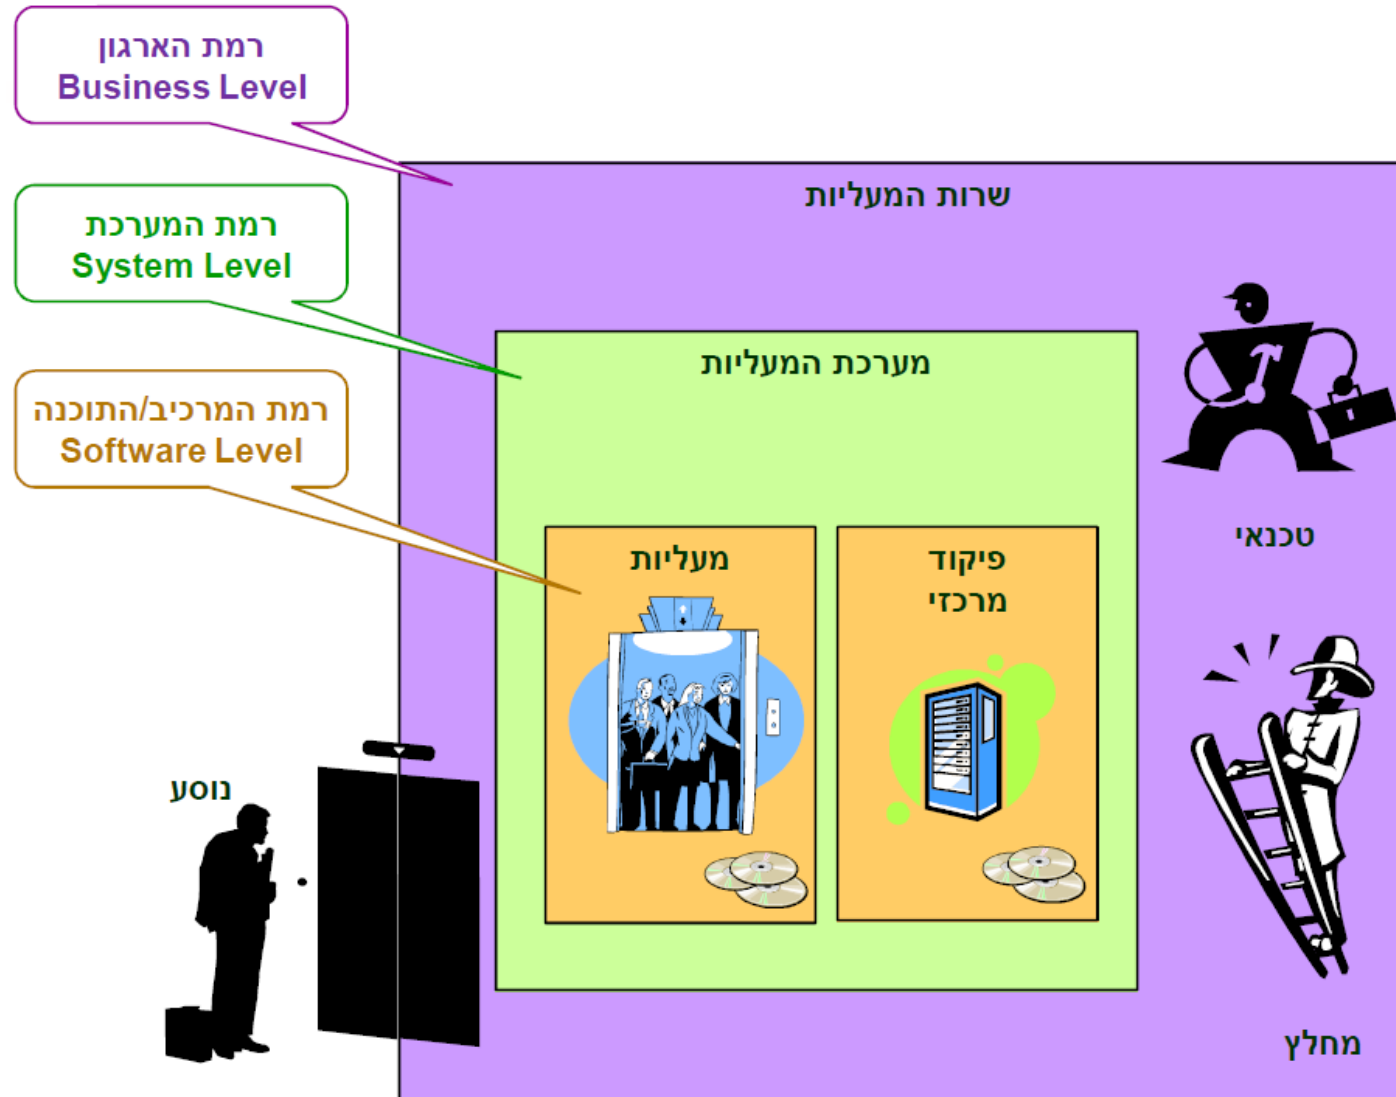 רמת הארגון
Business Level
שרות המעליות
רמת המערכת
System Level
מערכת המעליות
רמת המרכיב/התוכנה
Software Level
טכנאי
מעליות
פיקוד
מרכזי
נוסע
מחלץ